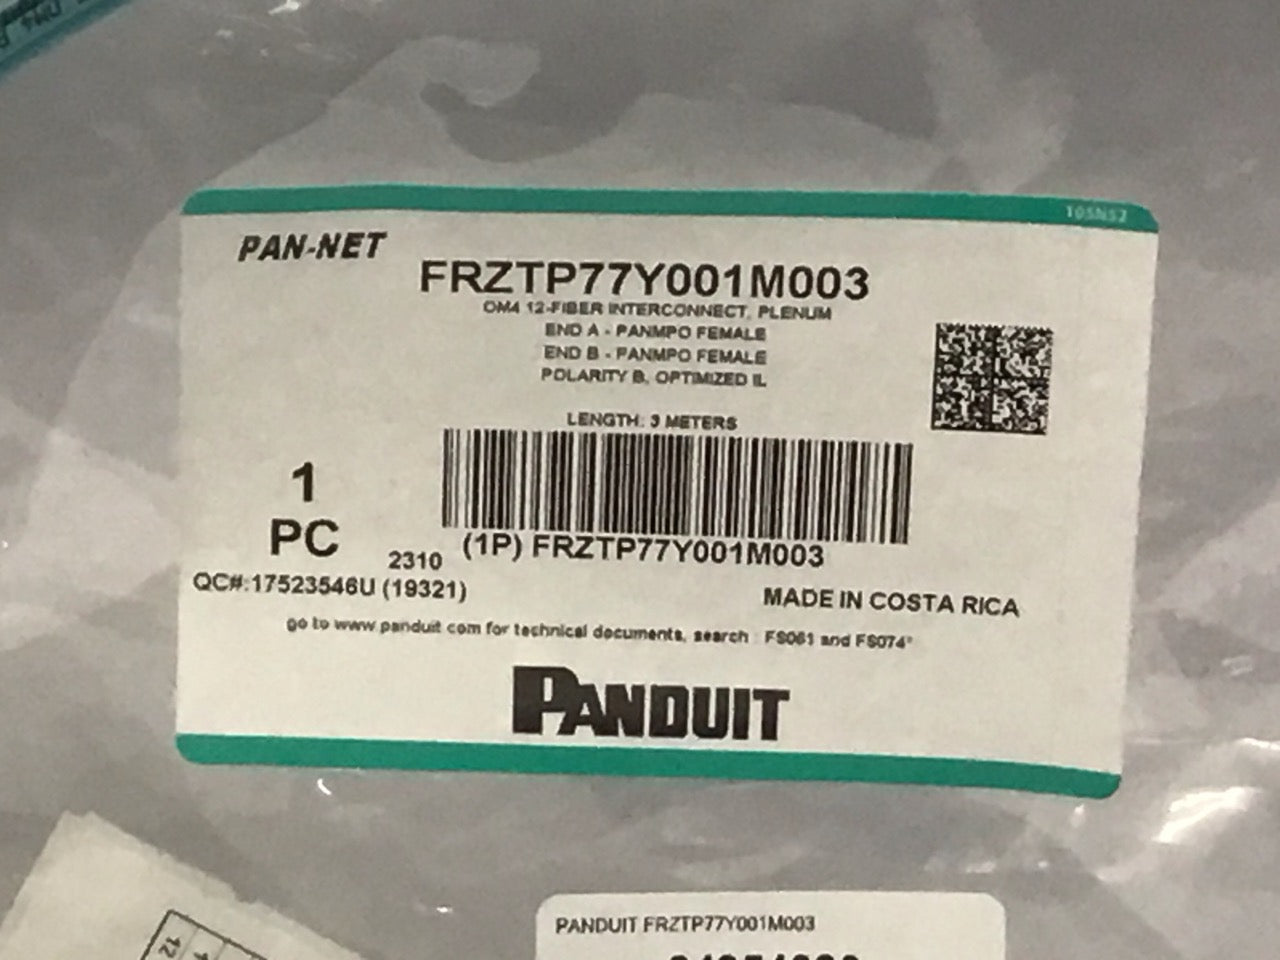 T05N52
PAN-NET
FRZTP77Y001M003
OM4 12-FIBER INTERCONNECT, PLENUM
END A - PANMPO FEMALE
END B - PANMPO FEMALE
POLARITY B, OPTIMIZED IL
LENGTH: 3 METERS
1
PC
2310
(1P) FRZTP77Y001M003
QC#:17523546U (19321)
MADE IN COSTA RICA
go to www.panduit.com for technical documents, search : FS061 and FS074"
PANDUIT
PANDUIT FRZTP77Y001M003
12